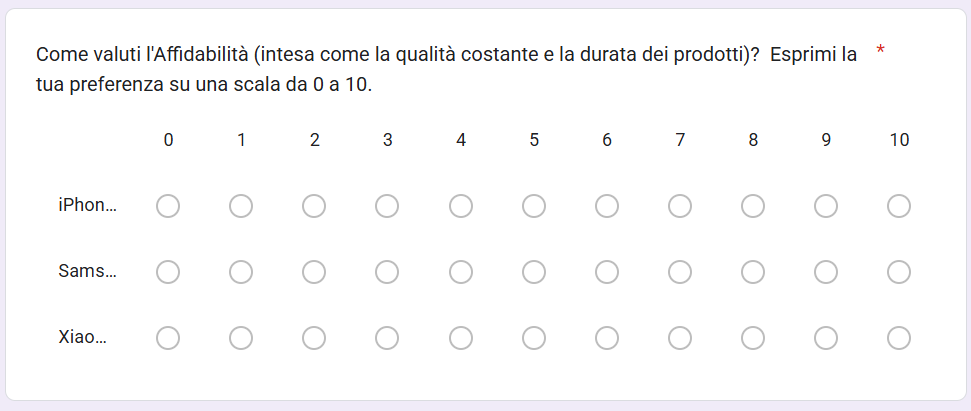 Come valuti l'Affidabilità (intesa come la qualità costante e la durata dei prodotti)?  Esprimi la *
tua preferenza su una scala da 0 a 10.
0 1 2 3 4 5 6 7 8 9 10
iPhon...
Sams...
Xiao...